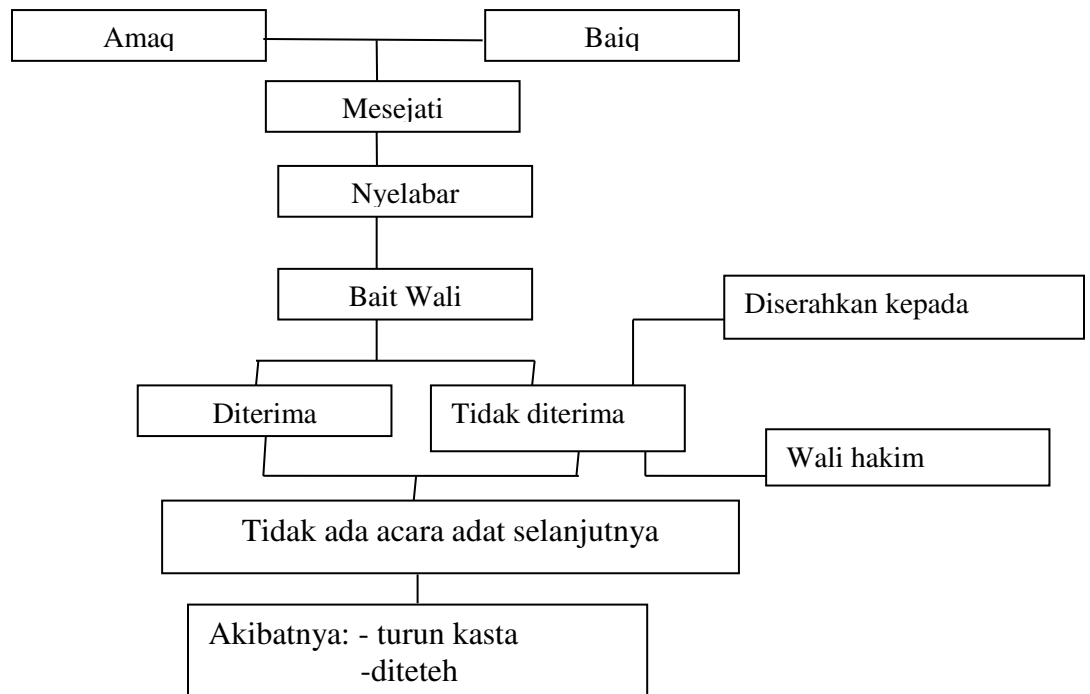 Amaq
Baiq
Mesejati
Nyelabar
Bait Wali
Diserahkan kepada
Diterima
Tidak diterima
Wali hakim
Tidak ada acara adat selanjutnya
Akibatnya: - turun kasta
-diteteh